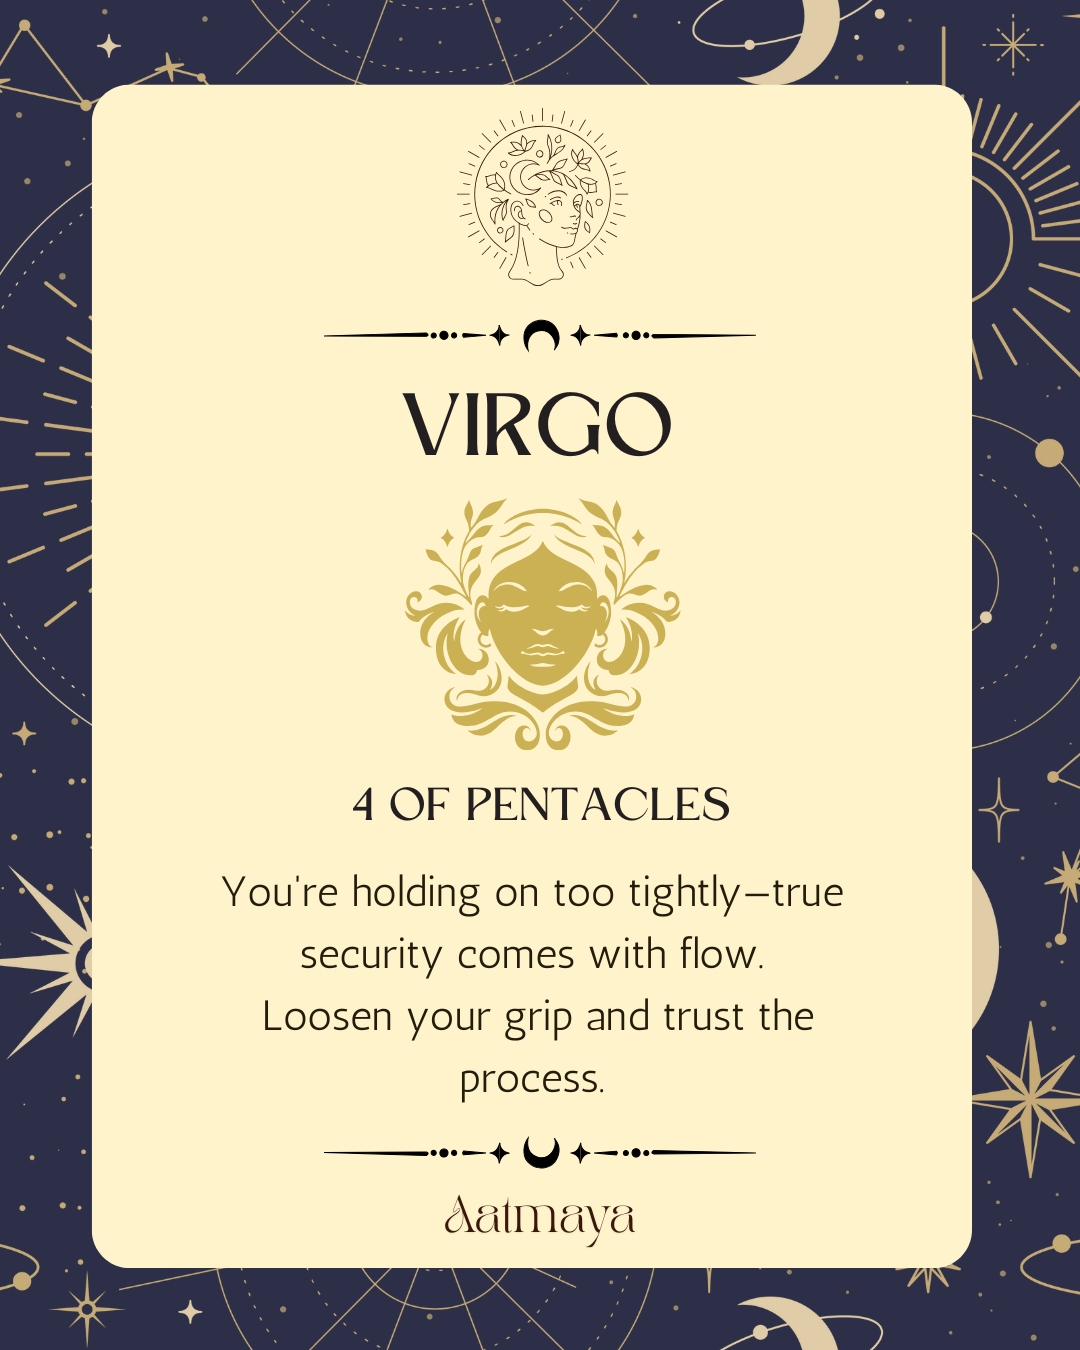 VIRGO
4 OF PENTACLES
You're holding on too tightly—true
security comes with flow.
Loosen your grip and trust the
process.
Aatmaya